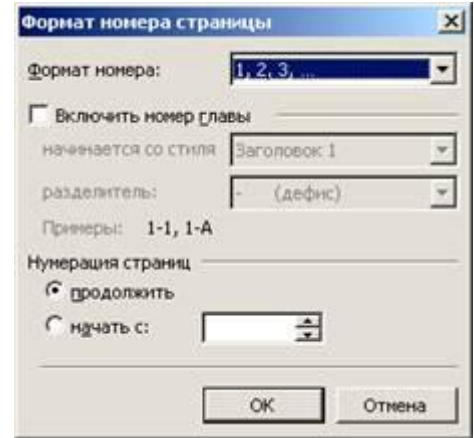 Формат номера страницы
Формат номера: 1, 2, 3, ...
Включить номер главы
начинается со стиля Заголовок 1
разделитель: - (дефис)
Примеры: 1-1, 1-A
Нумерация страниц
продолжить
начать с:
OK Отмена